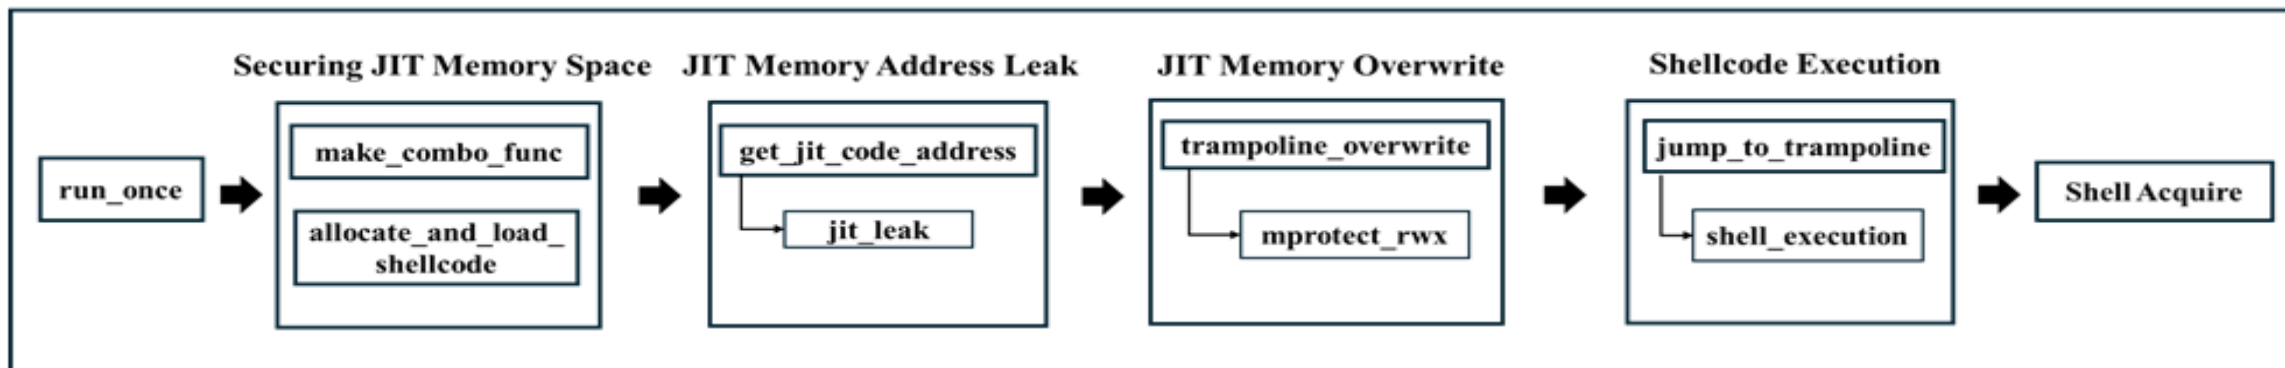 Securing JIT Memory Space
JIT Memory Address Leak
JIT Memory Overwrite
Shellcode Execution
run_once
make_combo_func
allocate_and_load_
shellcode
get_jit_code_address
jit_leak
trampoline_overwrite
mprotect_rwx
jump_to_trampoline
shell_execution
Shell Acquire